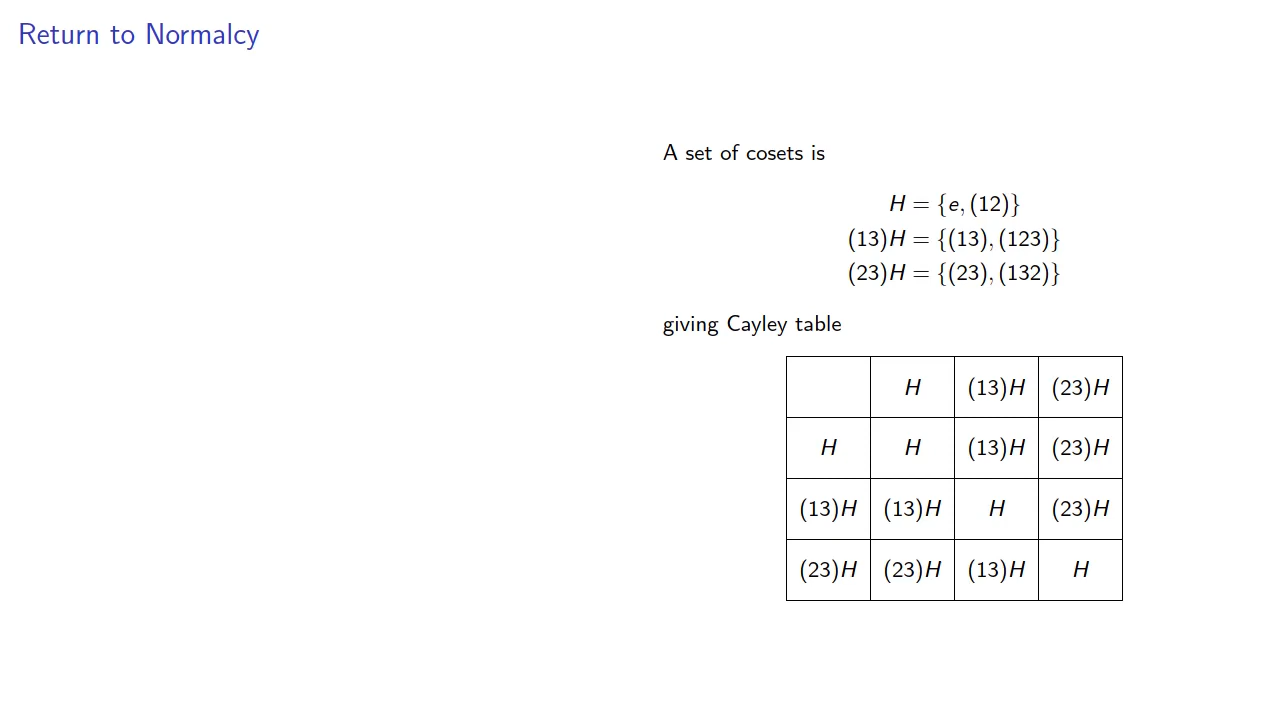 Return to Normalcy
A set of cosets is
H = {e, (12)}
(13)H = {(13), (123)}
(23)H = {(23), (132)}
giving Cayley table
H (13)H (23)H
H H (13)H (23)H
(13)H (13)H H (23)H
(23)H (23)H (13)H H